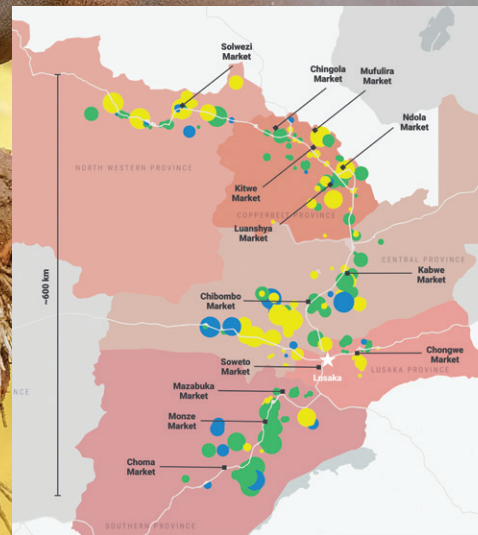 Solwezi
Market
Chingola
Market
Mufulira
Market
Ndola
Market
NORTH WESTERN PROVINCE
Kitwe
Market
COPPERBELT PROVINCE
Luanshya
Market
CENTRAL PROVINCE
Kabwe
Market
~600 km
Chibombo
Market
Chongwe
Market
Soweto
Market
LUSAKA PROVINCE
Lusaka
Mazabuka
Market
NCE
Monze
Market
Choma
Market
SOUTHERN PROVINCE